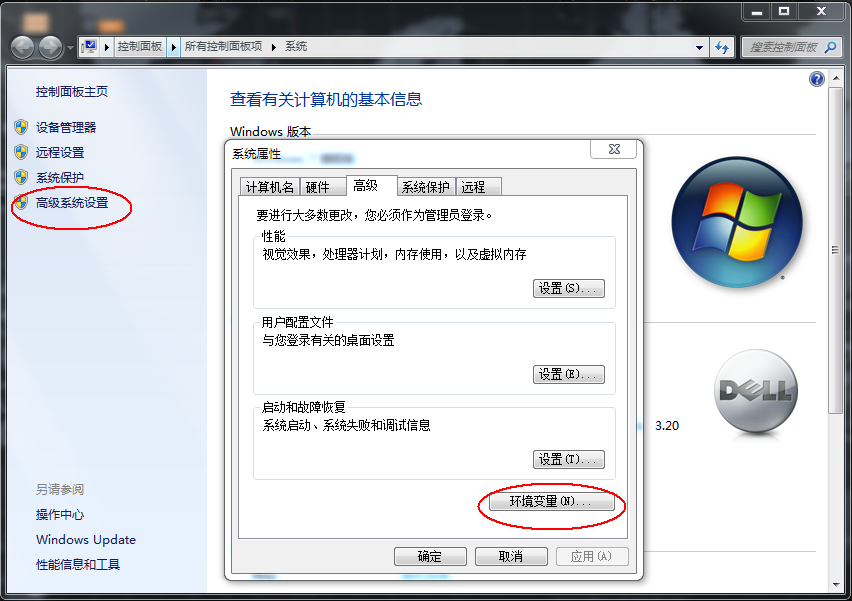 控制面板 所有控制面板项 系统
搜索控制面板
控制面板主页
设备管理器
远程设置
系统保护
高级系统设置
另请参阅
操作中心
Windows Update
性能信息和工具
查看有关计算机的基本信息
Windows 版本
系统属性
计算机名 硬件 高级 系统保护 远程
要进行大多数更改，您必须作为管理员登录。
性能
视觉效果，处理器计划，内存使用，以及虚拟内存
设置(S)...
用户配置文件
与您登录有关的桌面设置
设置(E)...
启动和故障恢复
系统启动、系统失败和调试信息
设置(T)...
环境变量(N)...
确定 取消 应用(A)
DELL
3.20